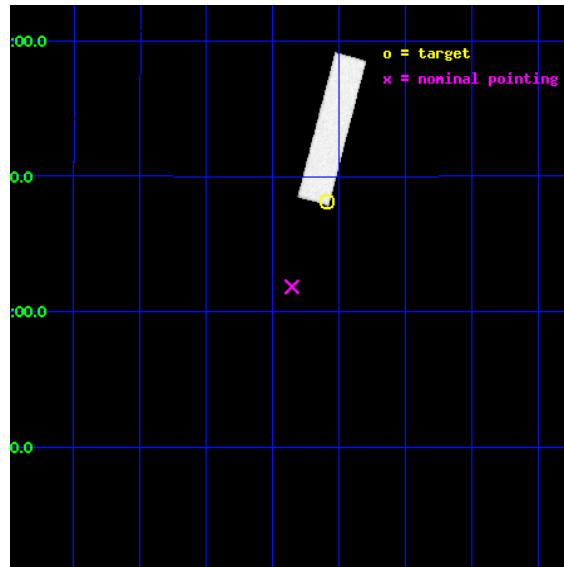 :00.0
o = target
x = nominal pointing
0.0
:00.0
0.0